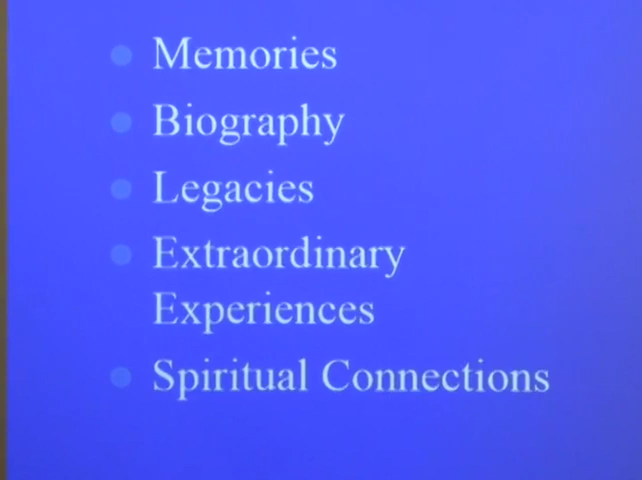 Memories
Biography
Legacies
Extraordinary
Experiences
Spiritual Connections